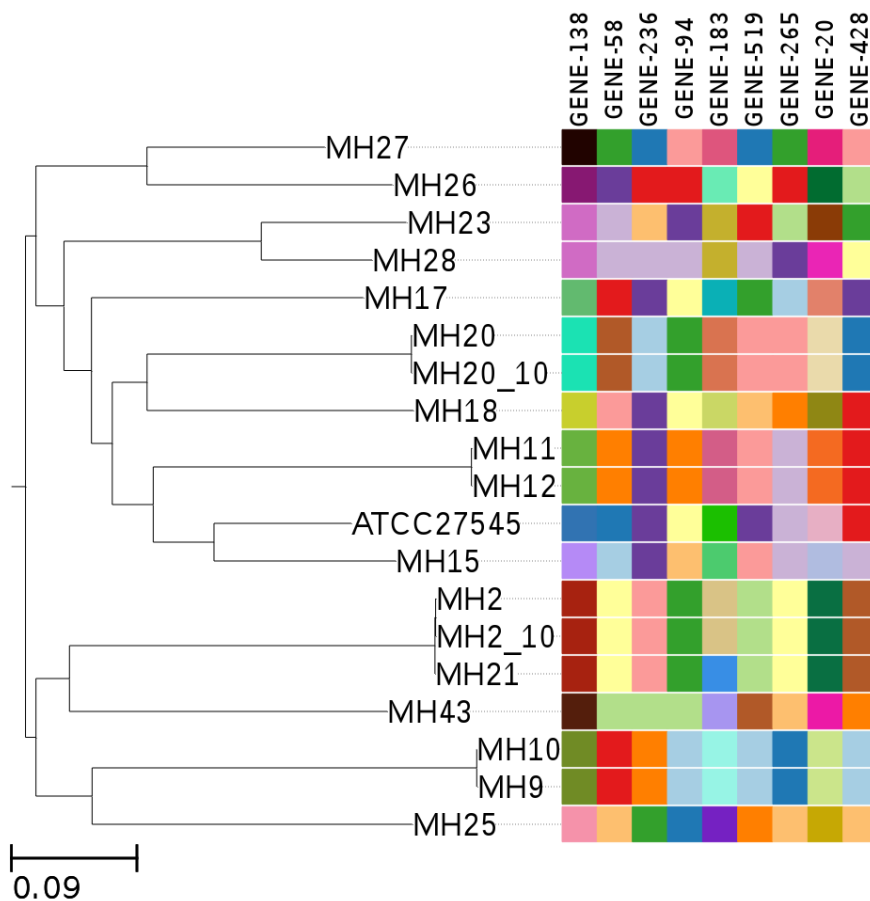 GENE-138
GENE-58
GENE-236
GENE-94
GENE-183
GENE-519
GENE-265
GENE-20
GENE-428
MH27
MH26
MH23
MH28
MH17
MH20
MH20_10
MH18
MH11
MH12
ATCC27545
MH15
MH2
MH2_10
MH21
MH43
MH10
MH9
MH25
0.09